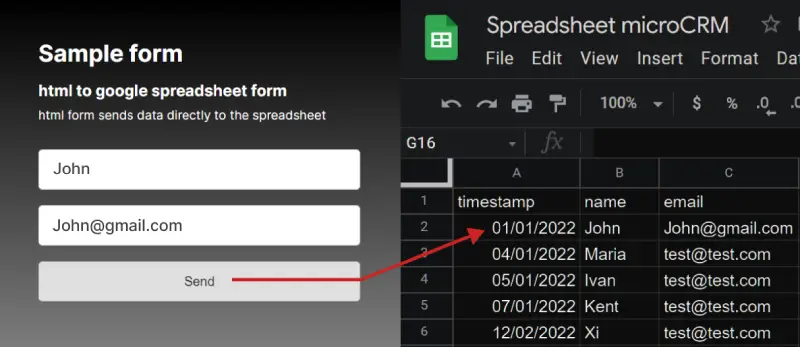 Sample form
html to google spreadsheet form
html form sends data directly to the spreadsheet
John
John@gmail.com
Send
Spreadsheet microCRM
File Edit View Insert Format Dat
100% $ % .0 .0
G16 fx
A B C
1 timestamp name email
2 01/01/2022 John John@gmail.com
3 04/01/2022 Maria test@test.com
4 05/01/2022 Ivan test@test.com
5 07/01/2022 Kent test@test.com
6 12/02/2022 Xi test@test.com